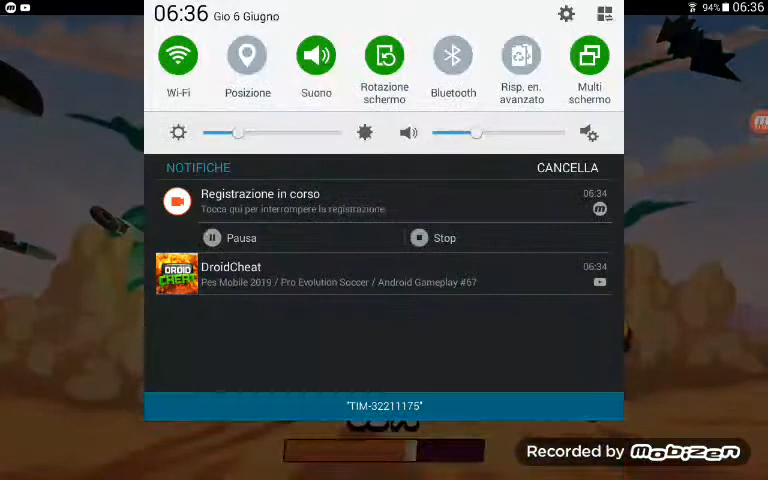 06:36 Gio 6 Giugno
94% 06:36
Wi-Fi
Posizione
Suono
Rotazione schermo
Bluetooth
Risp. en. avanzato
Multi schermo
NOTIFICHE
CANCELLA
Registrazione in corso
06:34
Tocca qui per interrompere la registrazione
Pausa
Stop
DROID CHEAT
DroidCheat
06:34
Pes Mobile 2019 / Pro Evolution Soccer / Android Gameplay #67
"TIM-32211175"
Recorded by mobizen